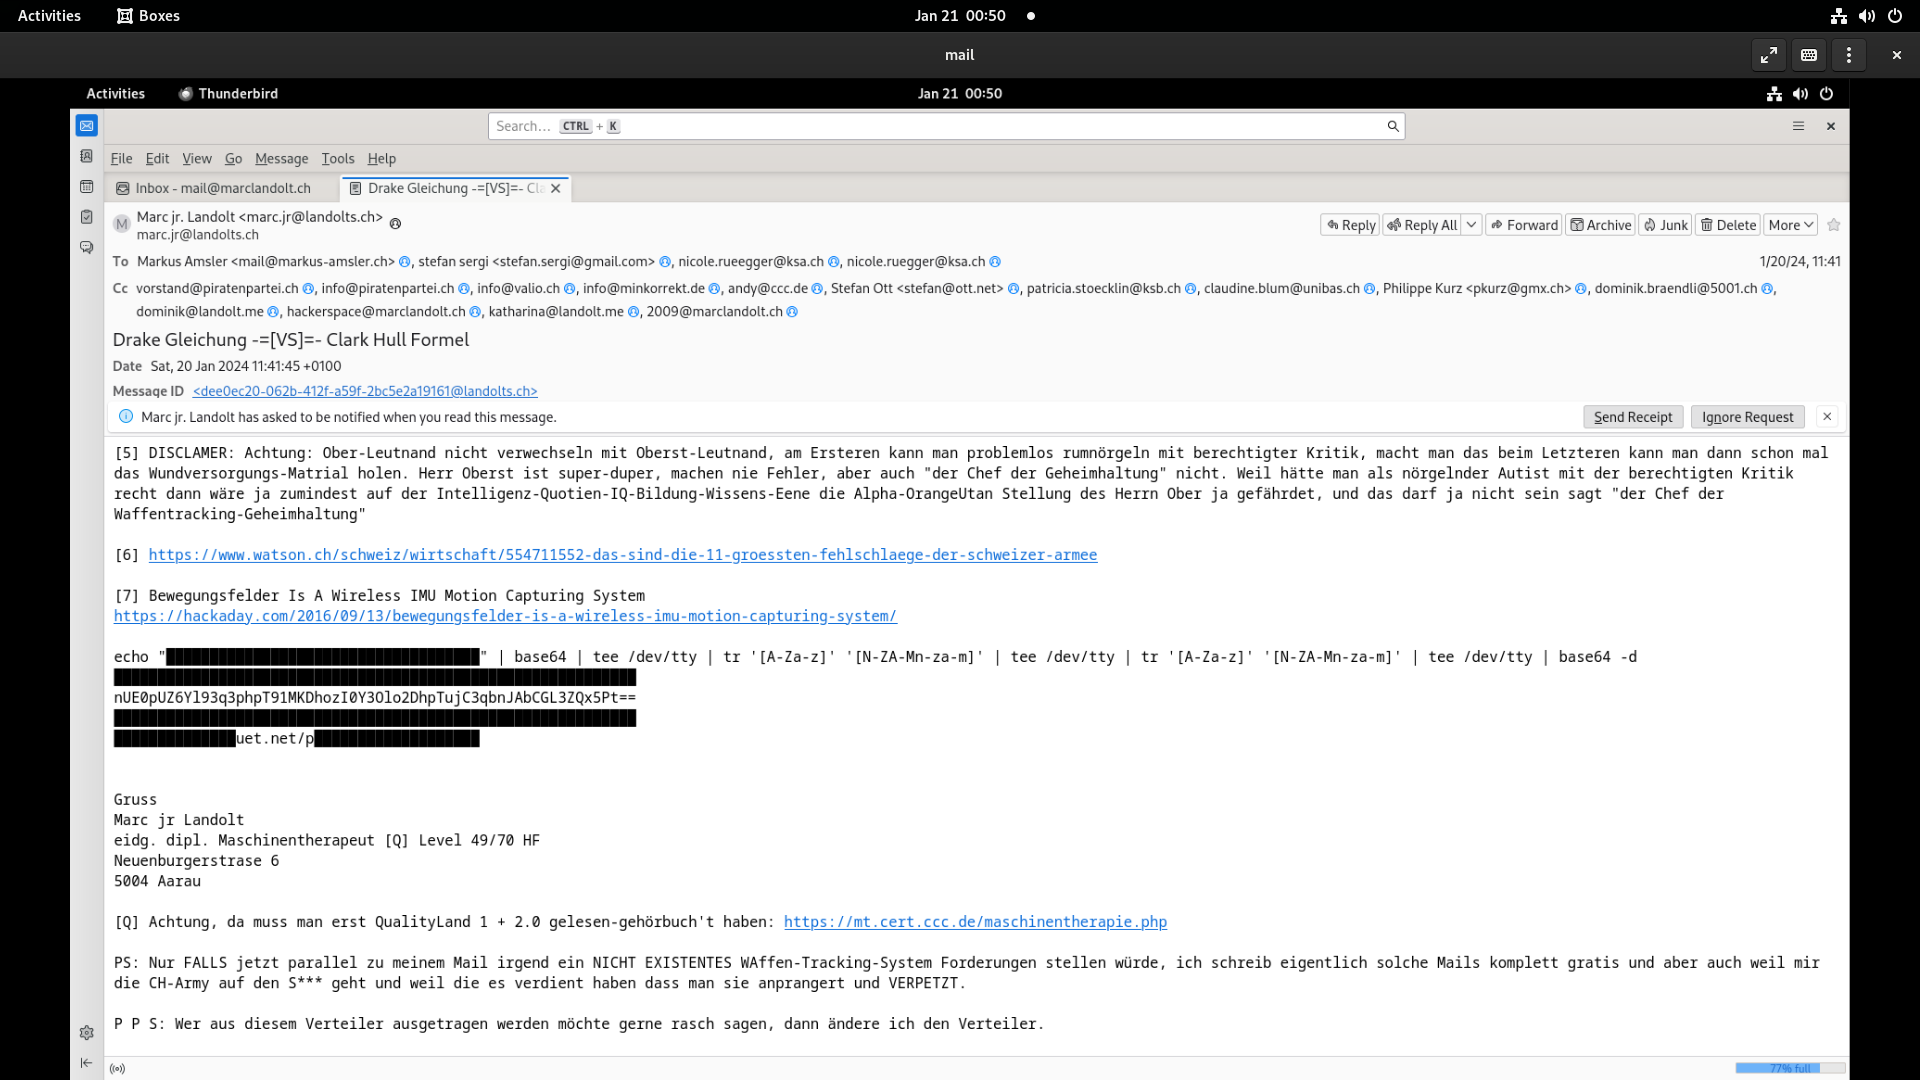 Activities Boxes Jan 21 00:50
mail
Activities Thunderbird Jan 21 00:50
Search... CTRL + K
File Edit View Go Message Tools Help
Inbox - mail@marclandolt.ch Drake Gleichung -=[VS]=- Cla
M Marc jr. Landolt <marc.jr@landolts.ch>
marc.jr@landolts.ch
Reply Reply All Forward Archive Junk Delete More
To Markus Amsler <mail@markus-amsler.ch> , stefan sergi <stefan.sergi@gmail.com> , nicole.rueegger@ksa.ch , nicole.ruegger@ksa.ch 1/20/24, 11:41
Cc vorstand@piratenpartei.ch , info@piratenpartei.ch , info@valio.ch , info@minkorrekt.de , andy@ccc.de , Stefan Ott <stefan@ott.net> , patricia.stoecklin@ksb.ch , claudine.blum@unibas.ch , Philippe Kurz <pkurz@gmx.ch> , dominik.braendli@5001.ch ,
dominik@landolt.me , hackerspace@marclandolt.ch , katharina@landolt.me , 2009@marclandolt.ch
Drake Gleichung -=[VS]=- Clark Hull Formel
Date Sat, 20 Jan 2024 11:41:45 +0100
Message ID <dee0ec20-062b-412f-a59f-2bc5e2a19161@landolts.ch>
Marc jr. Landolt has asked to be notified when you read this message. Send Receipt Ignore Request
[5] DISCLAMER: Achtung: Ober-Leutnand nicht verwechseln mit Oberst-Leutnand, am Ersteren kann man problemlos rumnörgeln mit berechtigter Kritik, macht man das beim Letzteren kann man dann schon mal
das Wundversorgungs-Matrial holen. Herr Oberst ist super-duper, machen nie Fehler, aber auch "der Chef der Geheimhaltung" nicht. Weil hätte man als nörgelnder Autist mit der berechtigten Kritik
recht dann wäre ja zumindest auf der Intelligenz-Quotien-IQ-Bildung-Wissens-Eene die Alpha-OrangeUtan Stellung des Herrn Ober ja gefährdet, und das darf ja nicht sein sagt "der Chef der
Waffentracking-Geheimhaltung"
[6] https://www.watson.ch/schweiz/wirtschaft/554711552-das-sind-die-11-groessten-fehlschlaege-der-schweizer-armee
[7] Bewegungsfelder Is A Wireless IMU Motion Capturing System
https://hackaday.com/2016/09/13/bewegungsfelder-is-a-wireless-imu-motion-capturing-system/
echo "" | base64 | tee /dev/tty | tr '[A-Za-z]' '[N-ZA-Mn-za-m]' | tee /dev/tty | tr '[A-Za-z]' '[N-ZA-Mn-za-m]' | tee /dev/tty | base64 -d
nUE0pUZ6Yl93q3phpT91MKDhozI0Y3Olo2DhpTujC3qbnJAbCGL3ZQx5Pt==
uet.net/p
Gruss
Marc jr Landolt
eidg. dipl. Maschinentherapeut [Q] Level 49/70 HF
Neuenburgerstrase 6
5004 Aarau
[Q] Achtung, da muss man erst QualityLand 1 + 2.0 gelesen-gehörbuch't haben: https://mt.cert.ccc.de/maschinentherapie.php
PS: Nur FALLS jetzt parallel zu meinem Mail irgend ein NICHT EXISTENTES WAffen-Tracking-System Forderungen stellen würde, ich schreib eigentlich solche Mails komplett gratis und aber auch weil mir
die CH-Army auf den S*** geht und weil die es verdient haben dass man sie anprangert und VERPETZT.
P P S: Wer aus diesem Verteiler ausgetragen werden möchte gerne rasch sagen, dann ändere ich den Verteiler.
77% full